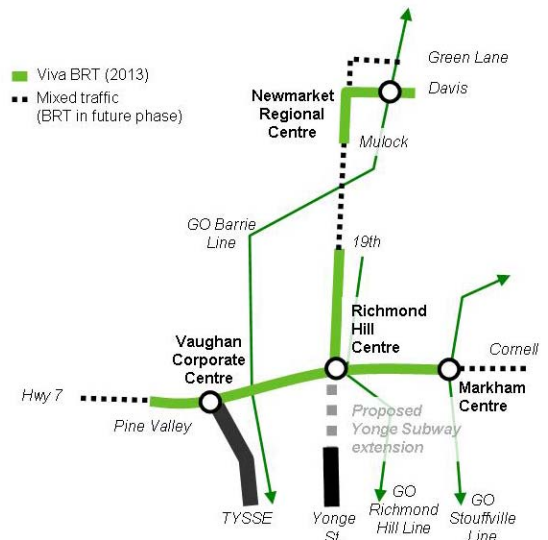 Green Lane
Viva BRT (2013)
Mixed traffic
(BRT in future phase)
Davis
Newmarket
Regional
Centre
Mulock
GO Barrie
Line
19th
Richmond
Hill
Centre
Vaughan
Corporate
Centre
Cornell
Hwy 7
Markham
Centre
Pine Valley
Proposed
Yonge Subway
extension
TYSSE
Yonge
St.
GO
Richmond
Hill Line
GO
Stouffville
Line